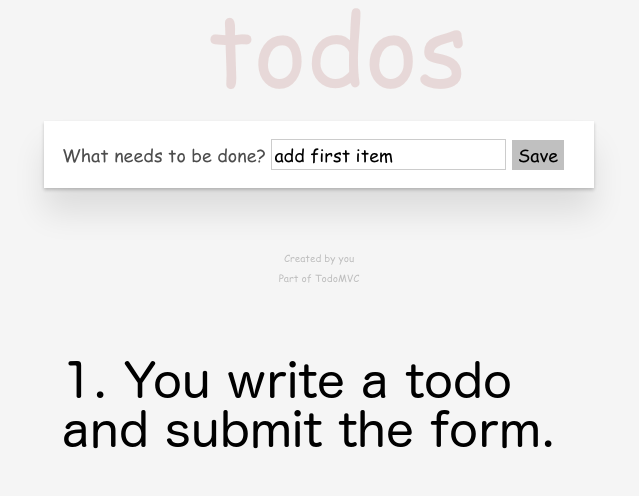 todos
What needs to be done? add first item Save
Created by you
Part of TodoMVC
1. You write a todo
and submit the form.